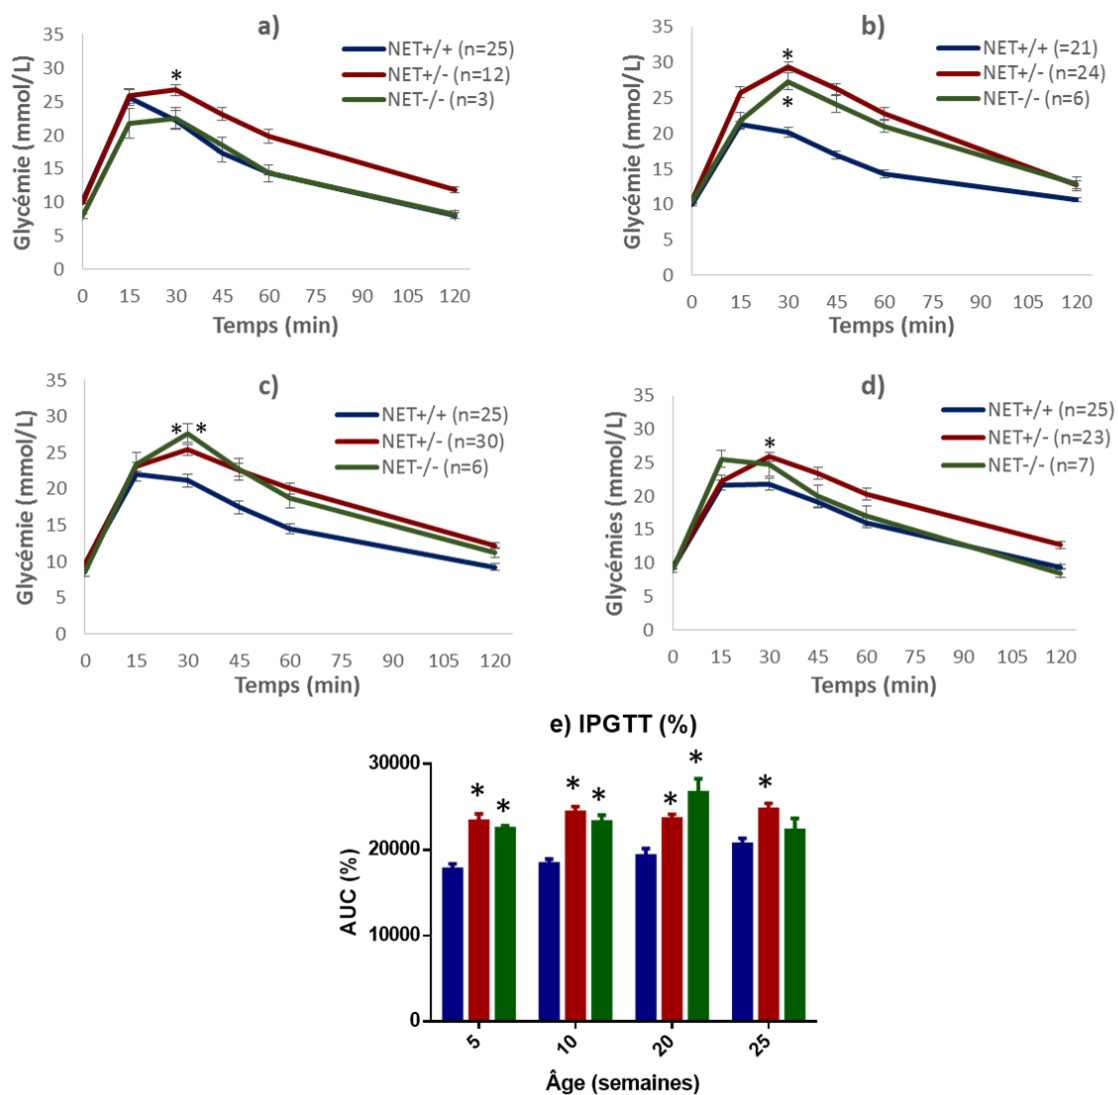 a)
NET+/+ (n=25)
NET+/- (n=12)
NET-/- (n=3)
*
Glycémie (mmol/L)
35
30
25
20
15
10
5
0
0 15 30 45 60 75 90 105 120
Temps (min)
b)
NET+/+ (=21)
NET+/- (n=24)
NET-/- (n=6)
*
*
Glycémie (mmol/L)
35
30
25
20
15
10
5
0
0 15 30 45 60 75 90 105 120
Temps (min)
c)
NET+/+ (n=25)
NET+/- (n=30)
NET-/- (n=6)
* *
Glycémie (mmol/L)
35
30
25
20
15
10
5
0
0 15 30 45 60 75 90 105 120
Temps (min)
d)
NET+/+ (n=25)
NET+/- (n=23)
NET-/- (n=7)
*
Glycémies (mmol/L)
35
30
25
20
15
10
5
0
0 15 30 45 60 75 90 105 120
Temps (min)
e) IPGTT (%)
* * * * * * *
AUC (%)
30000
20000
10000
0
5 10 20 25
Âge (semaines)